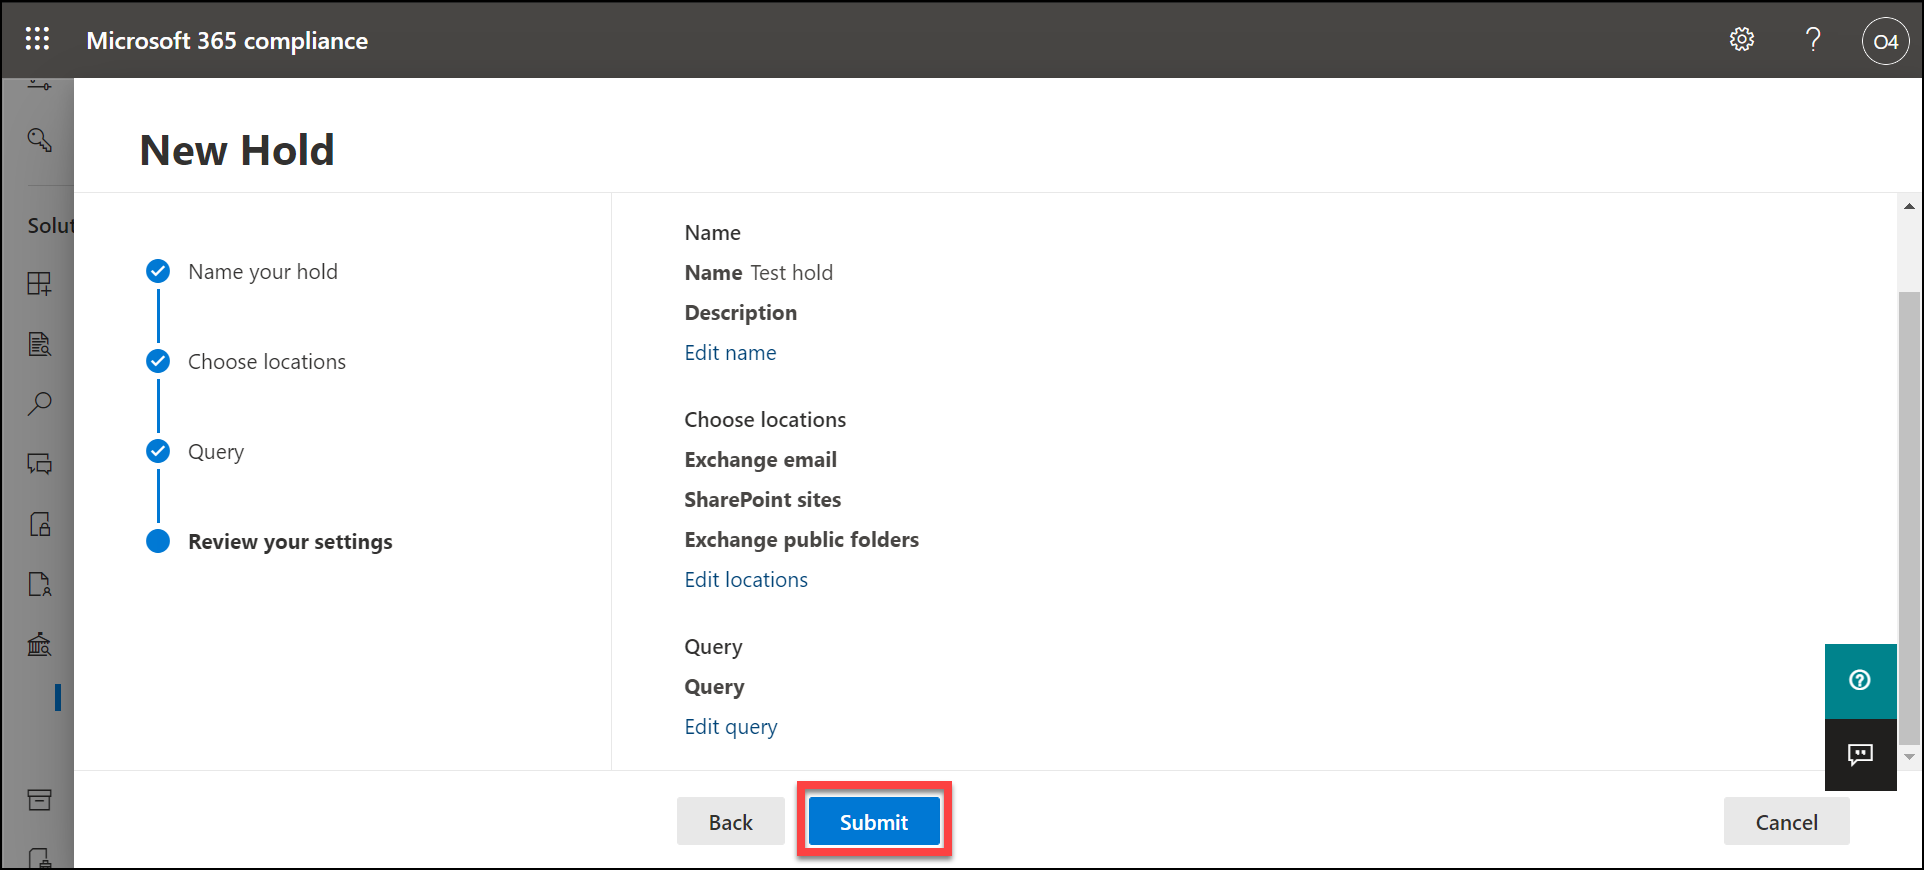 Microsoft 365 compliance
O4
New Hold
Solut
Name your hold
Choose locations
Query
Review your settings
Name
Name Test hold
Description
Edit name
Choose locations
Exchange email
SharePoint sites
Exchange public folders
Edit locations
Query
Query
Edit query
Back
Submit
Cancel